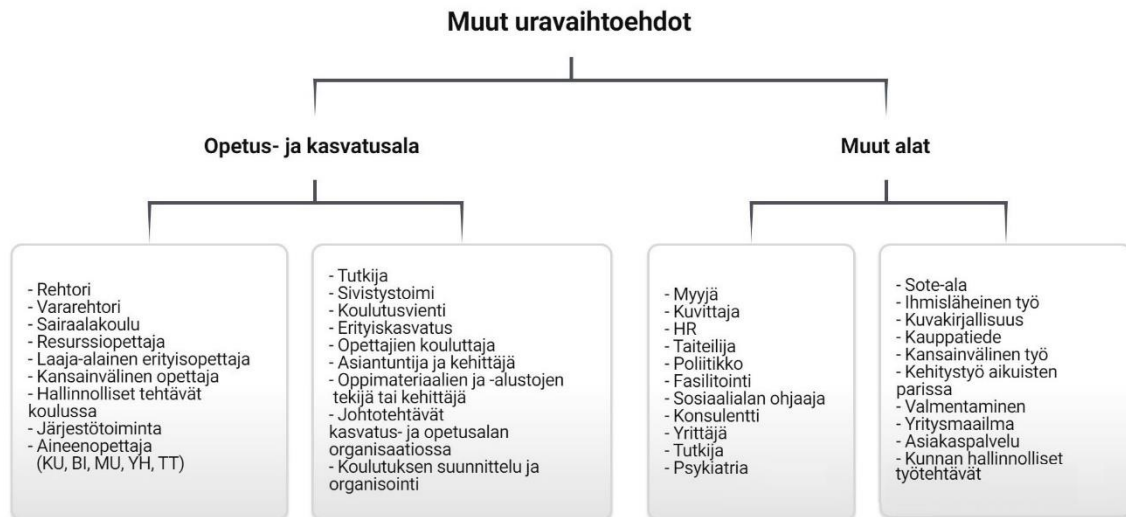 Muut uravaihtoehdot
Opetus- ja kasvatusala
Muut alat
- Rehtori
- Vararehtori
- Sairaalakoulu
- Resurssiopettaja
- Laaja-alainen erityisopettaja
- Kansainvälinen opettaja
- Hallinnolliset tehtävät
koulussa
- Järjestötoiminta
- Aineenopettaja
(KU, BI, MU, YH, TT)
- Tutkija
- Sivistystoimi
- Koulutusvienti
- Erityiskasvatus
- Opettajien kouluttaja
- Asiantuntija ja kehittäjä
- Oppimateriaalien ja -alustojen
tekijä tai kehittäjä
- Johtotehtävät
kasvatus- ja opetusalan
organisaatiossa
- Koulutuksen suunnittelu ja
organisointi
- Myyjä
- Kuvittaja
- HR
- Taiteilija
- Poliitikko
- Fasilitointi
- Sosiaalialan ohjaaja
- Konsulentti
- Yrittäjä
- Tutkija
- Psykiatria
- Sote-ala
- Ihmisläheinen työ
- Kuvakirjallisuus
- Kauppatiede
- Kansainvälinen työ
- Kehitystyö aikuisten
parissa
- Valmentaminen
- Yritysmaailma
- Asiakaspalvelu
- Kunnan hallinnolliset
työtehtävät